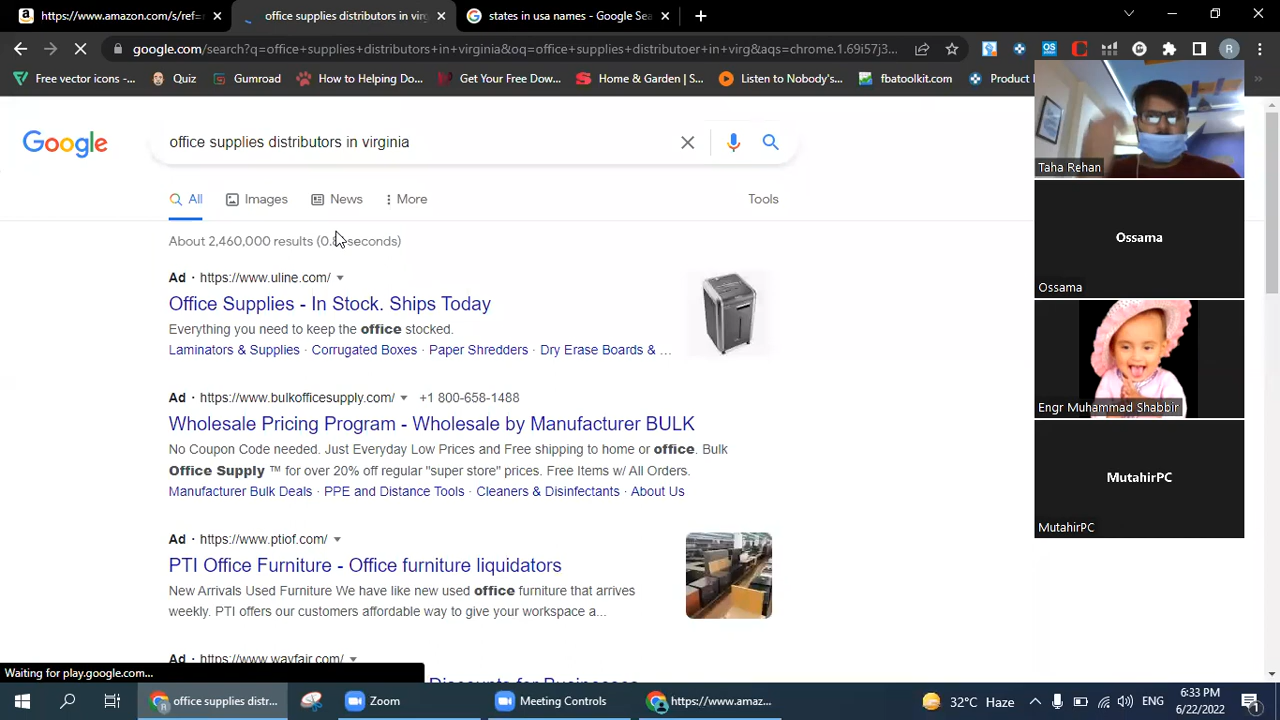 https://www.amazon.com/s/ref=
office supplies distributors in virg
states in usa names - Google Sea
google.com/search?q=office+supplies+distributors+in+virginia&oq=office+supplies+distributoer+in+virg&aqs=chrome.1.69i57j3...
Free vector icons -...
Quiz
Gumroad
How to Helping Do...
Get Your Free Dow...
Home & Garden | S...
Listen to Nobody's...
fbatoolkit.com
Product
Google
office supplies distributors in virginia
All
Images
News
More
Tools
About 2,460,000 results (0. seconds)
Ad · https://www.uline.com/
Office Supplies - In Stock. Ships Today
Everything you need to keep the office stocked.
Laminators & Supplies · Corrugated Boxes · Paper Shredders · Dry Erase Boards & ...
Ad · https://www.bulkofficesupply.com/ +1 800-658-1488
Wholesale Pricing Program - Wholesale by Manufacturer BULK
No Coupon Code needed. Just Everyday Low Prices and Free shipping to home or office. Bulk
Office Supply ™ for over 20% off regular "super store" prices. Free Items w/ All Orders.
Manufacturer Bulk Deals · PPE and Distance Tools · Cleaners & Disinfectants · About Us
Ad · https://www.ptiof.com/
PTI Office Furniture - Office furniture liquidators
New Arrivals Used Furniture We have like new used office furniture that arrives
weekly. PTI offers our customers affordable way to give your workspace a...
Ad · https://www.wayfair.com/
Discounts for Businesses
Waiting for play.google.com...
Taha Rehan
Ossama
Ossama
Engr Muhammad Shabbir
MutahirPC
MutahirPC
office supplies distr...
Zoom
Meeting Controls
https://www.amaz...
32°C Haze
ENG
6:33 PM
6/22/2022